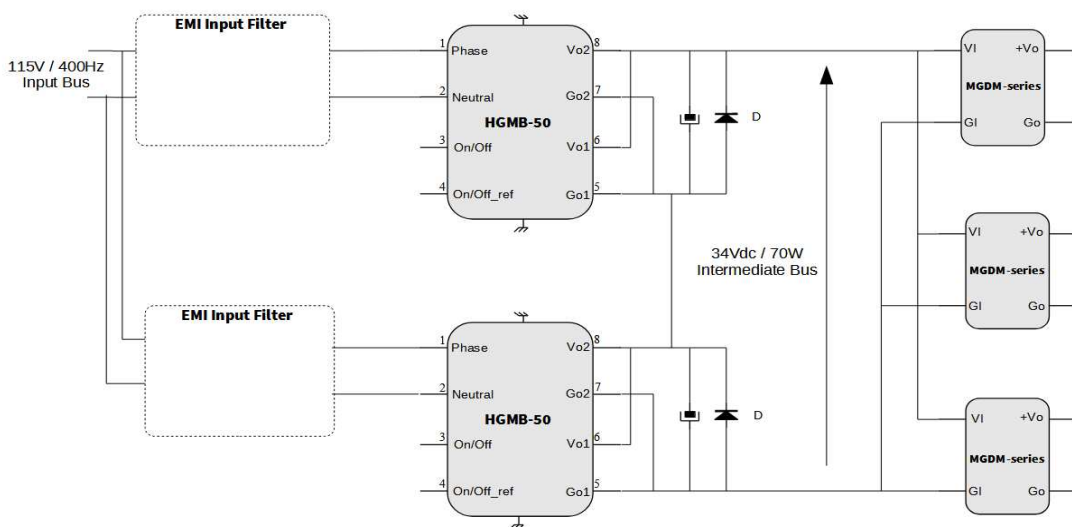 EMI Input Filter
115V / 400Hz
Input Bus
1 Phase Vo2 8
2 Neutral Go2 7
HGMB-50
3 On/Off Vo1 6
4 On/Off_ref Go1 5
D
34Vdc / 70W
Intermediate Bus
VI +Vo
MGDM-series
GI Go
VI +Vo
MGDM-series
GI Go
EMI Input Filter
1 Phase Vo2 8
2 Neutral Go2 7
HGMB-50
3 On/Off Vo1 6
4 On/Off_ref Go1 5
D
VI +Vo
MGDM-series
GI Go